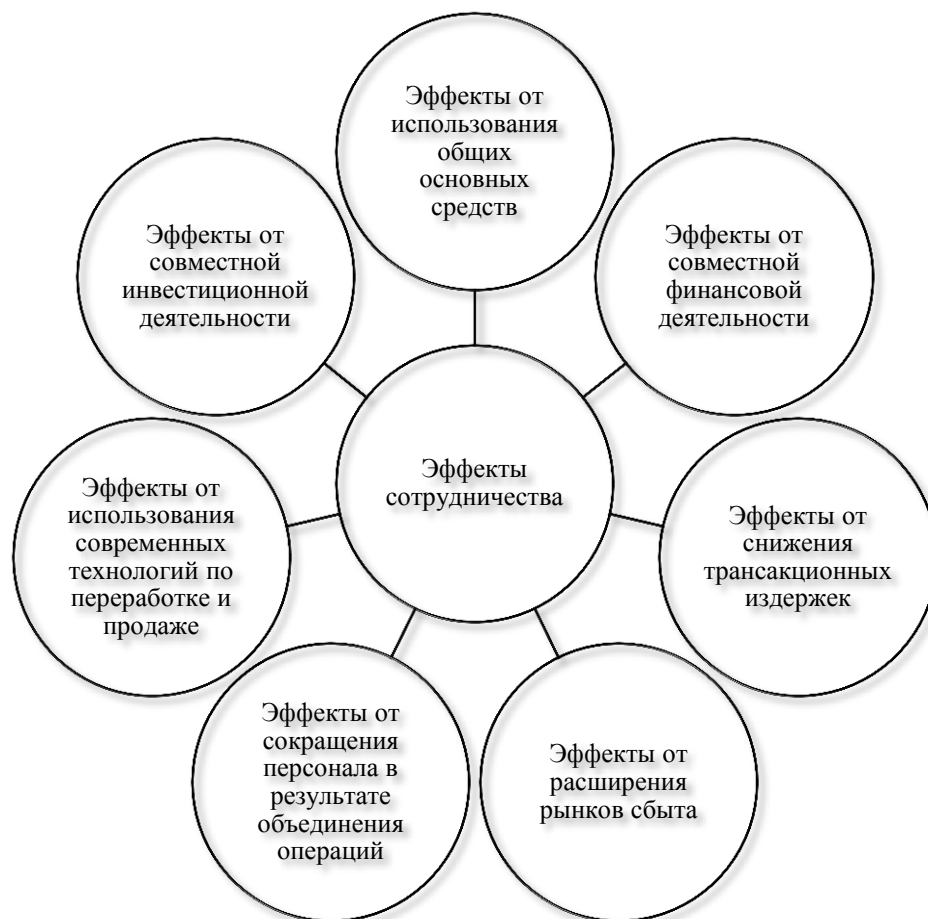 Эффекты от
использования
общих
основных
средств
Эффекты от
совместной
финансовой
деятельности
Эффекты от
снижения
трансакционных
издержек
Эффекты от
расширения
рынков сбыта
Эффекты от
сокращения
персонала в
результате
объединения
операций
Эффекты от
использования
современных
технологий по
переработке и
продаже
Эффекты от
совместной
инвестиционной
деятельности
Эффекты
сотрудничества